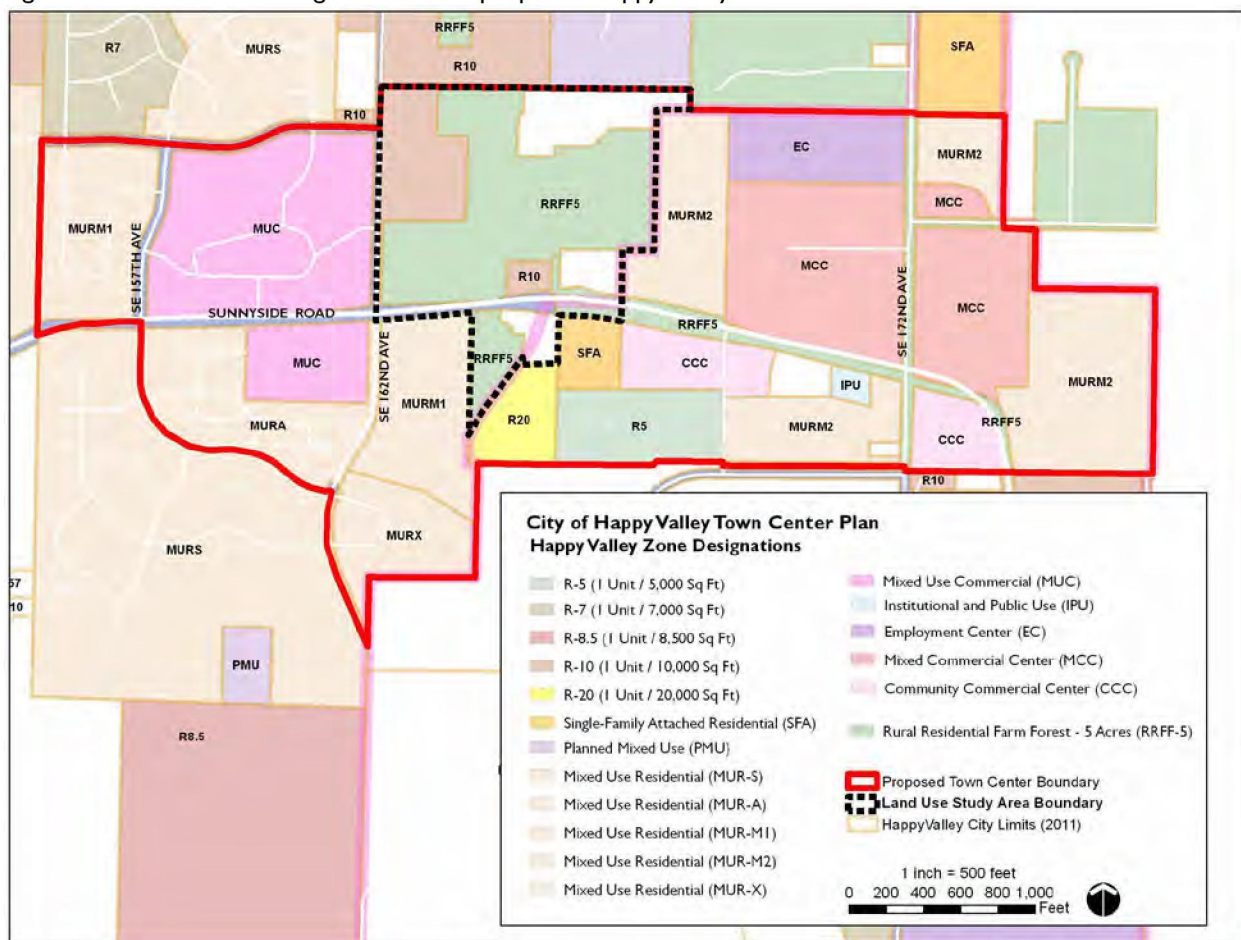 RRFF5
SFA
R7
MURS
R10
R10
MURM2
EC
MCC
RRFF5
MURM1
SE 157TH AVE
MUC
MURM2
R10
MCC
SE 172ND AVE
MCC
SUNNYSIDE ROAD
RRFF5
MUC
SE 162ND AVE
RRFF5
SFA
CCC
IPU
MURM2
MURM1
MURA
R20
R5
MURM2
CCC
RRFF5
R10
MURS
MURX
57
10
PMU
R8.5
City of Happy Valley Town Center Plan
Happy Valley Zone Designations
R-5 (1 Unit / 5,000 Sq Ft)
R-7 (1 Unit / 7,000 Sq Ft)
R-8.5 (1 Unit / 8,500 Sq Ft)
R-10 (1 Unit / 10,000 Sq Ft)
R-20 (1 Unit / 20,000 Sq Ft)
Single-Family Attached Residential (SFA)
Planned Mixed Use (PMU)
Mixed Use Residential (MUR-S)
Mixed Use Residential (MUR-A)
Mixed Use Residential (MUR-M1)
Mixed Use Residential (MUR-M2)
Mixed Use Residential (MUR-X)
Mixed Use Commercial (MUC)
Institutional and Public Use (IPU)
Employment Center (EC)
Mixed Commercial Center (MCC)
Community Commercial Center (CCC)
Rural Residential Farm Forest - 5 Acres (RRFF-5)
Proposed Town Center Boundary
Land Use Study Area Boundary
Happy Valley City Limits (2011)
1 inch = 500 feet
0 200 400 600 800 1,000
Feet